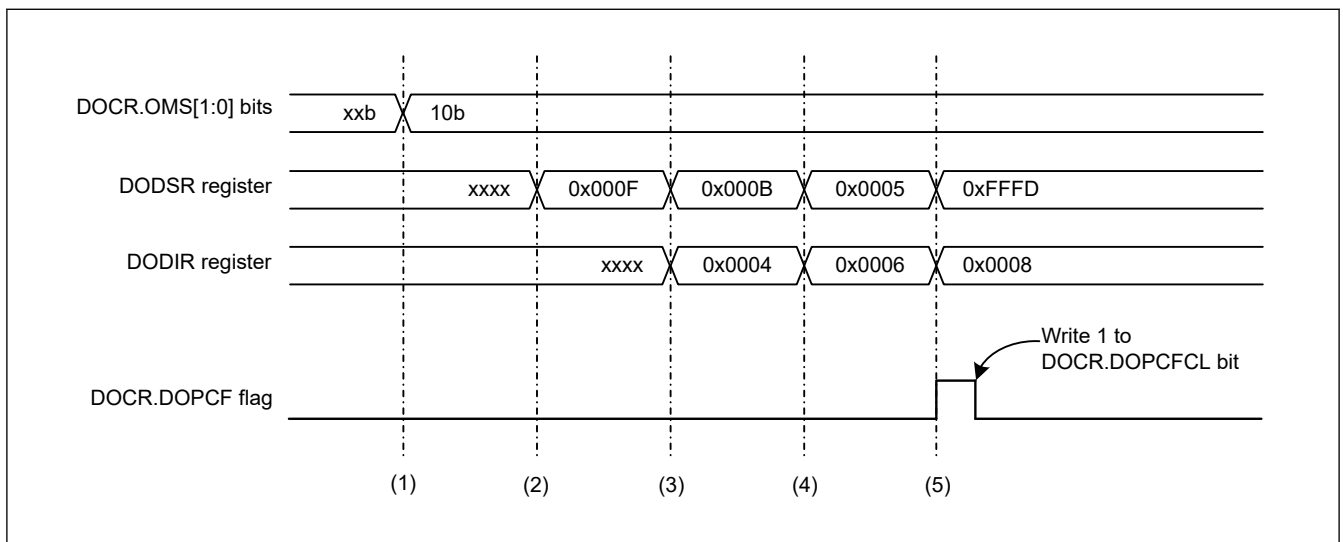 DOCR.OMS[1:0] bits xxb 10b
DODSR register xxxx 0x000F 0x000B 0x0005 0xFFFD
DODIR register xxxx 0x0004 0x0006 0x0008
Write 1 to
DOCR.DOPCFCL bit
DOCR.DOPCF flag
(1) (2) (3) (4) (5)